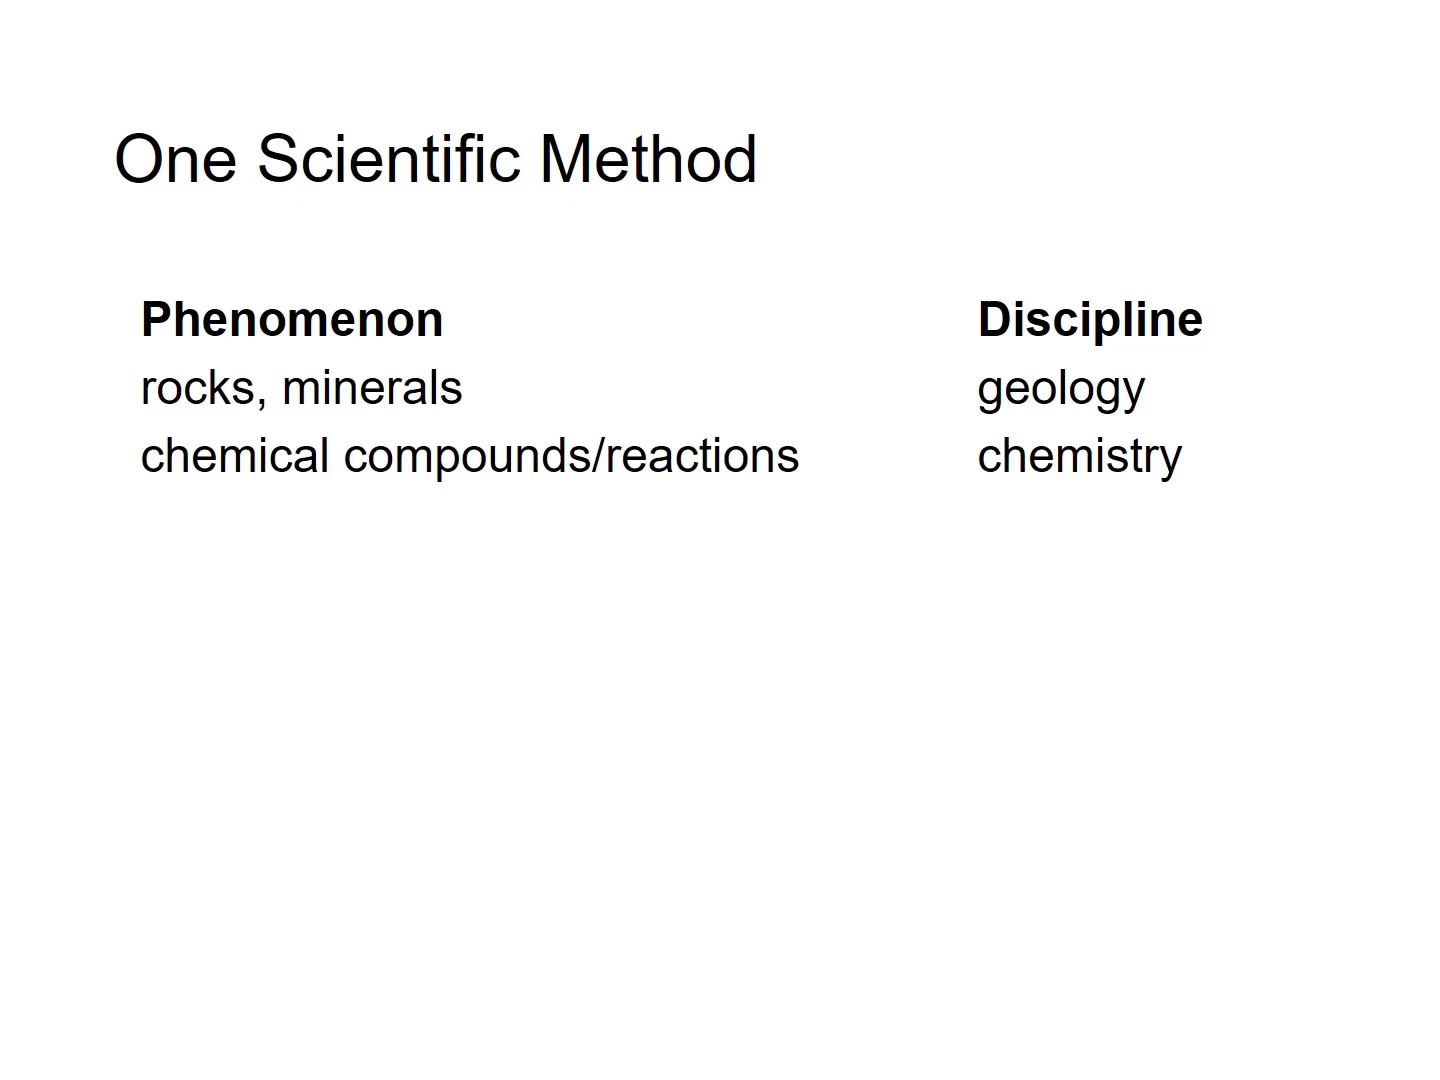 One Scientific Method
Phenomenon Discipline
rocks, minerals geology
chemical compounds/reactions chemistry